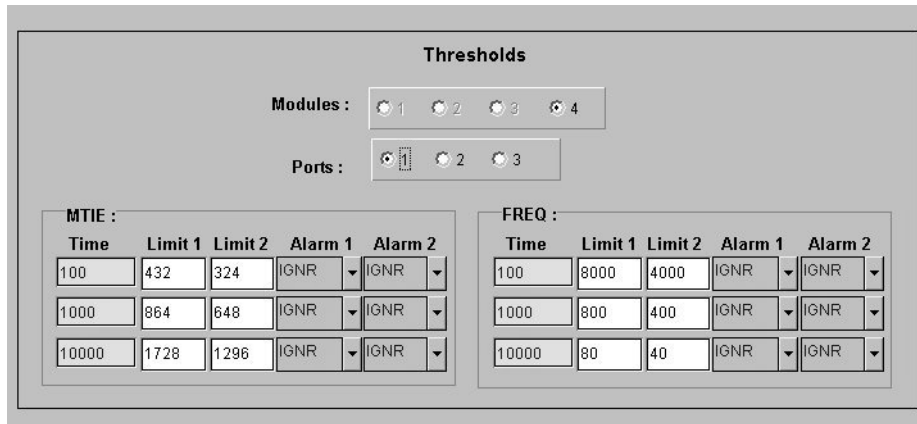 Thresholds
Modules : 1 2 3 4
Ports : 1 2 3
MTIE :
Time Limit 1 Limit 2 Alarm 1 Alarm 2
100 432 324 IGNR IGNR
1000 864 648 IGNR IGNR
10000 1728 1296 IGNR IGNR
FREQ :
Time Limit 1 Limit 2 Alarm 1 Alarm 2
100 8000 4000 IGNR IGNR
1000 800 400 IGNR IGNR
10000 80 40 IGNR IGNR